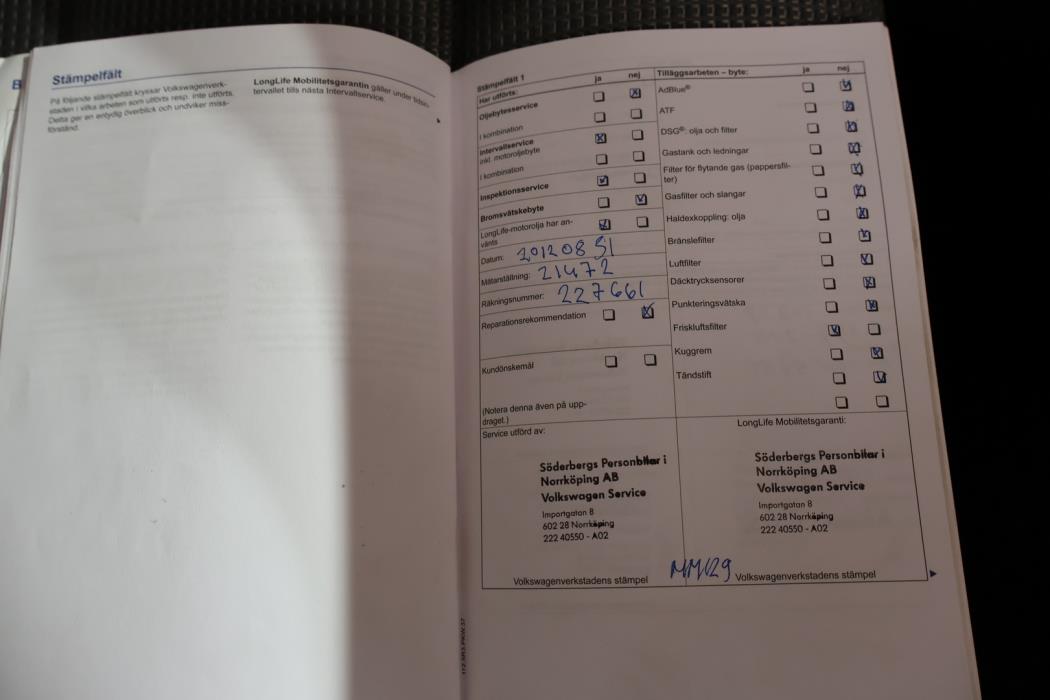 B
Stämpelfält
På följande stämpelfält kryssar Volkswagenverk-
staden i vilka arbeten som utförts resp. inte utförts.
Detta ger en entydig överblick och undviker miss-
förstånd.
LongLife Mobilitetsgarantin gäller under tidsin-
tervallet tills nästa Intervallservice.
Stämpelfält 1
Har utförts: ja nej
Oljebytesservice
I kombination
Intervallservice
inkl. motoroljebyte
I kombination
Inspektionsservice
Bromsvätskebyte
LongLife-motorolja har an-
vänts
Datum: 20120831
Mätarställning: 21472
Räkningsnummer: 227661
Reparationsrekommendation
Kundönskemål
(Notera denna även på upp-
draget.)
Tilläggsarbeten – byte: ja nej
AdBlue®
ATF
DSG®: olja och filter
Gastank och ledningar
Filter för flytande gas (pappersfil-
ter)
Gasfilter och slangar
Haldexkoppling: olja
Bränslefilter
Luftfilter
Däcktrycksensorer
Punkteringsvätska
Friskluftsfilter
Kuggrem
Tändstift
Service utförd av:
Söderbergs Personbilar i
Norrköping AB
Volkswagen Service
Importgatan 8
602 28 Norrköping
222 40550 - A02
Volkswagenverkstadens stämpel
LongLife Mobilitetsgaranti:
Söderbergs Personbilar i
Norrköping AB
Volkswagen Service
Importgatan 8
602 28 Norrköping
222 40550 - A02
Volkswagenverkstadens stämpel